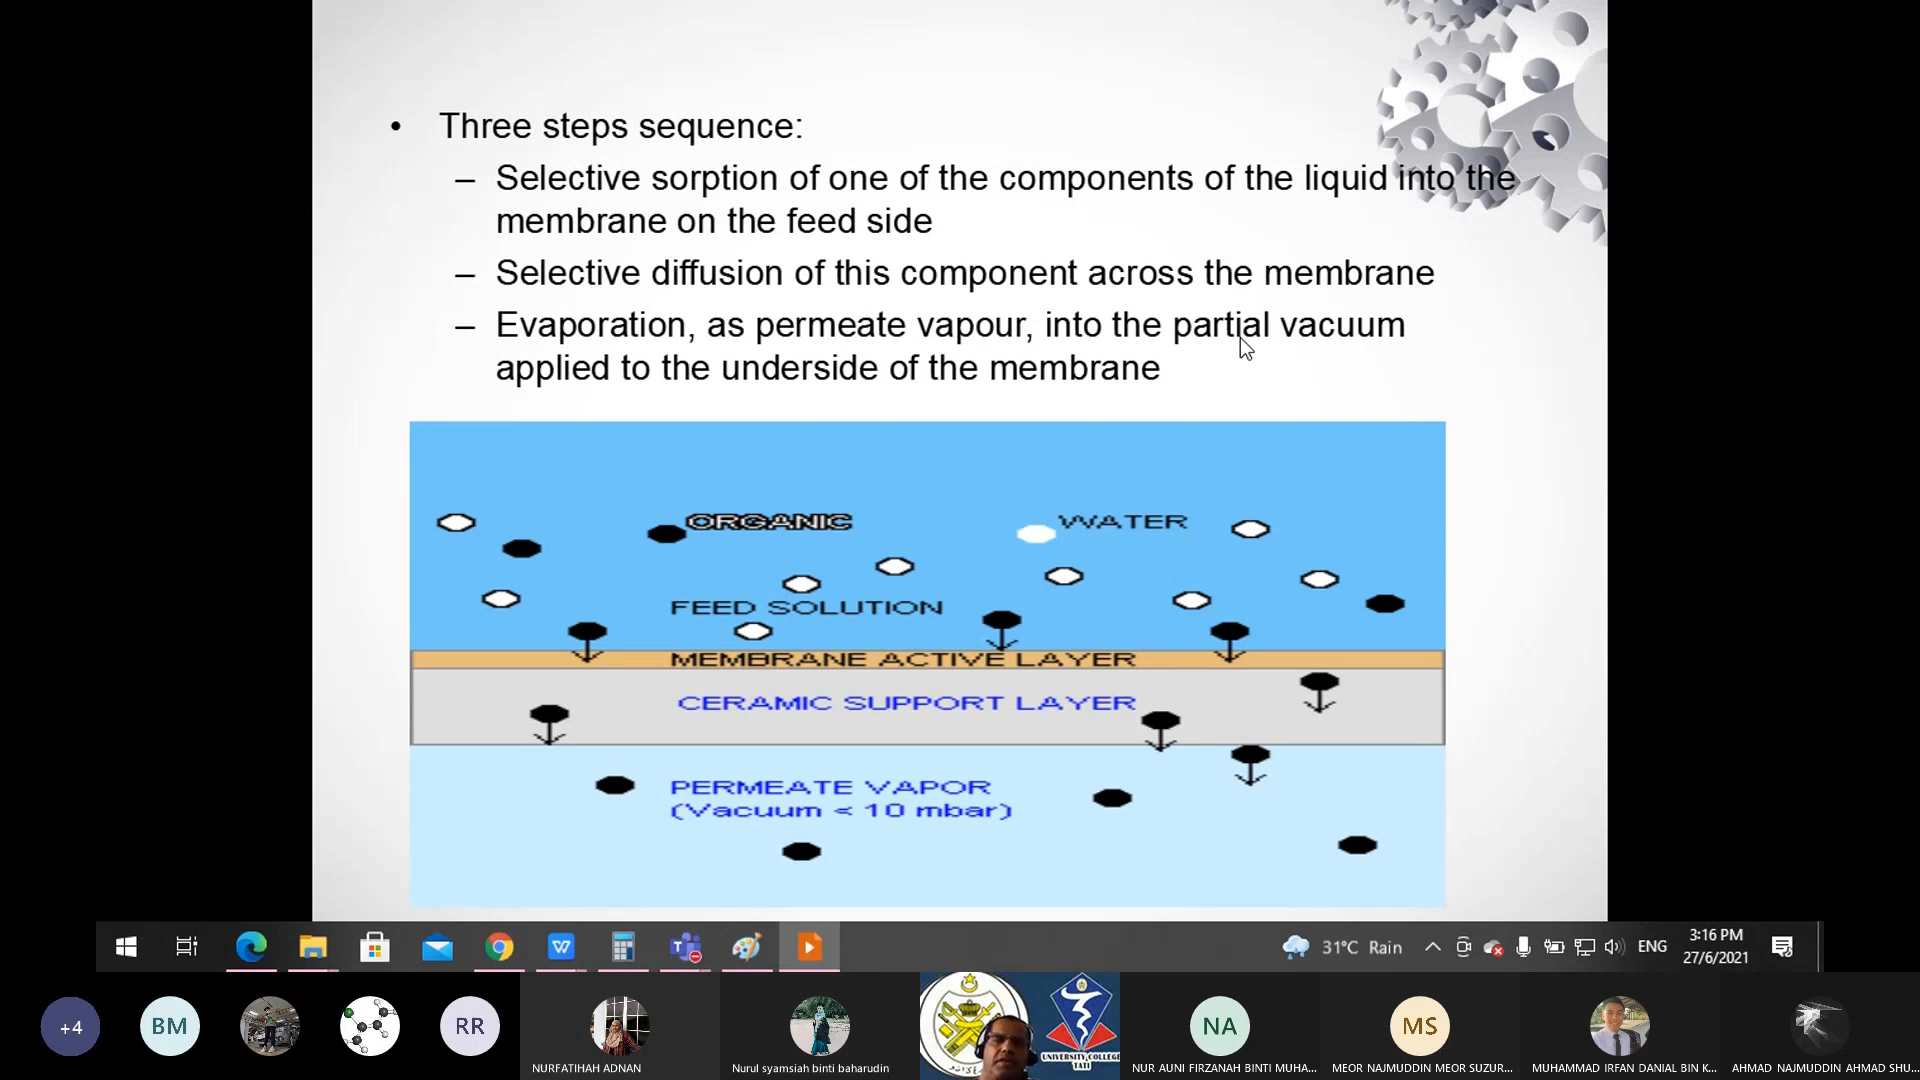 • Three steps sequence:
– Selective sorption of one of the components of the liquid into the
membrane on the feed side
– Selective diffusion of this component across the membrane
– Evaporation, as permeate vapour, into the partial vacuum
applied to the underside of the membrane
ORGANIC
WATER
FEED SOLUTION
MEMBRANE ACTIVE LAYER
CERAMIC SUPPORT LAYER
PERMEATE VAPOR
(Vacuum < 10 mbar)
31°C Rain
ENG
3:16 PM
27/6/2021
+4
BM
RR
NURFATIHAH ADNAN
Nurul syamsiah binti baharudin
UNIVERSITY COLLEGE
TATI
NA
NUR AUNI FIRZANAH BINTI MUHA...
MS
MEOR NAJMUDDIN MEOR SUZUR...
MUHAMMAD IRFAN DANIAL BIN K...
AHMAD NAJMUDDIN AHMAD SHU...